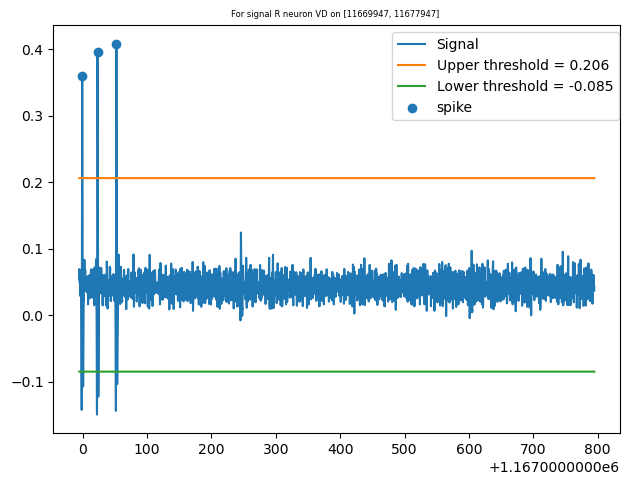 For signal R neuron VD on [11669947, 11677947]
Signal
Upper threshold = 0.206
Lower threshold = -0.085
spike
0.4
0.3
0.2
0.1
0.0
−0.1
0 100 200 300 400 500 600 700 800
+1.1670000000e6